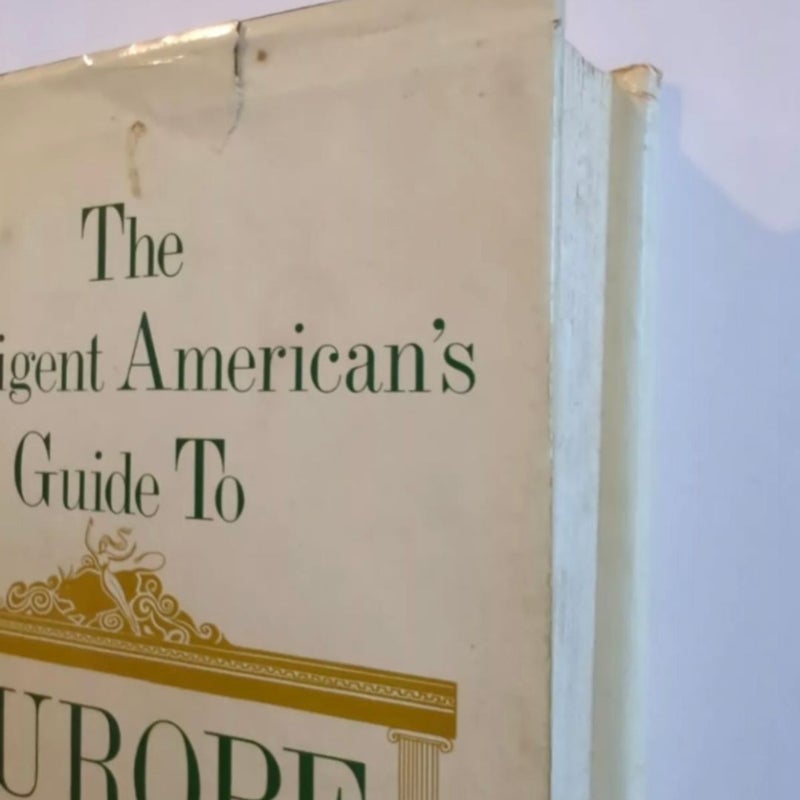 The
igent American's
Guide To
UROPE